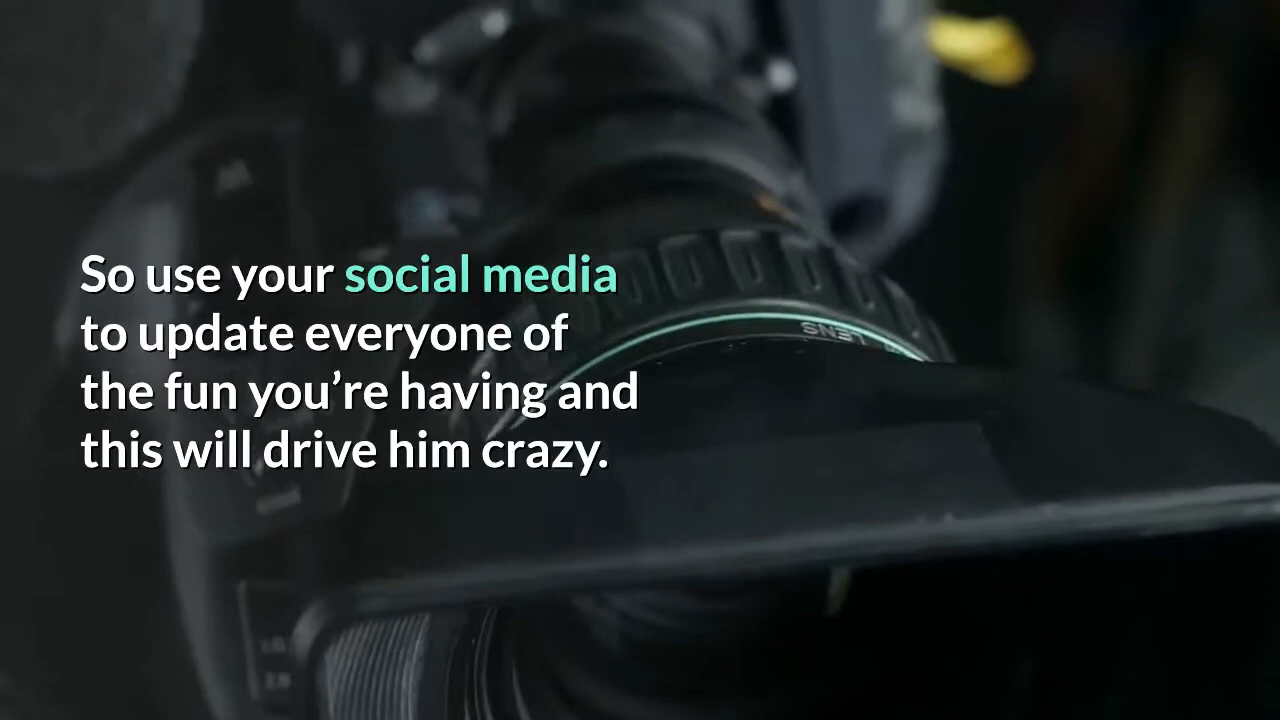 So use your social media
to update everyone of
the fun you’re having and
this will drive him crazy.
LENS